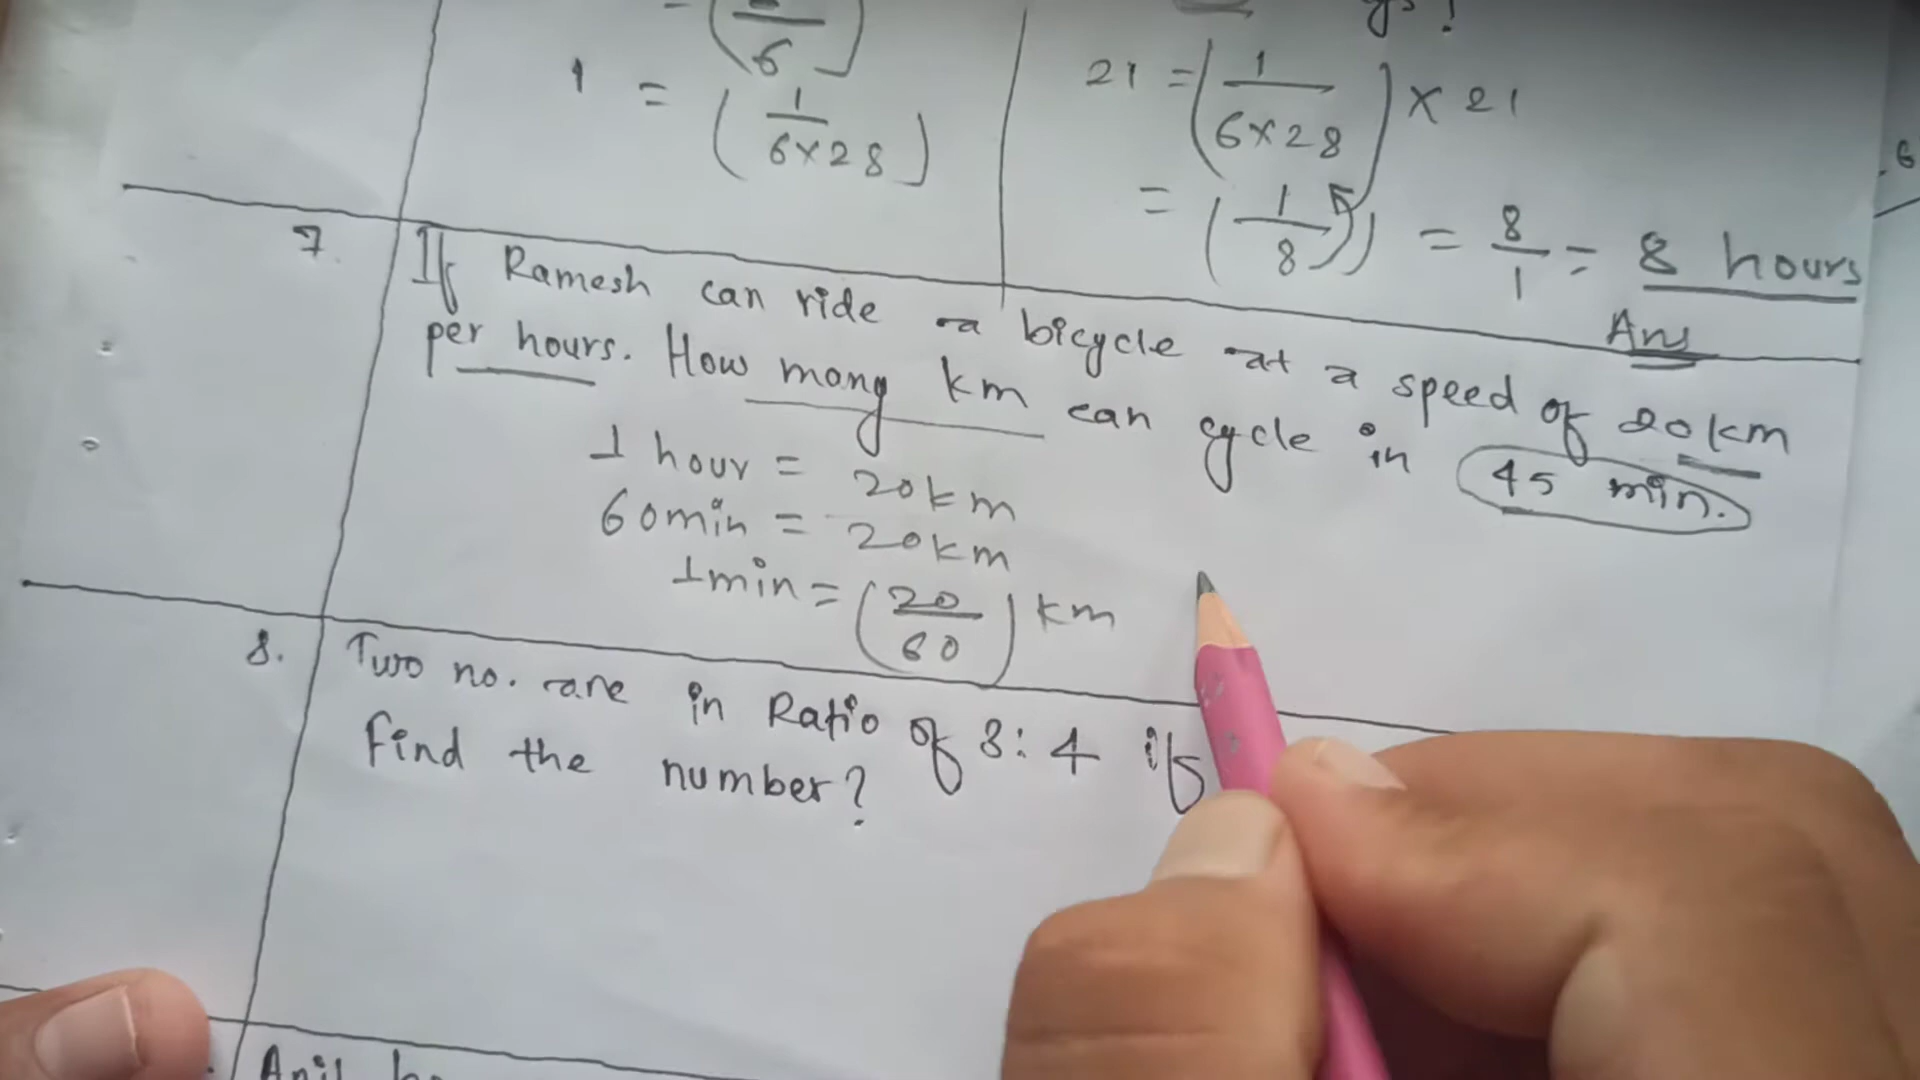 6
1 = (1/6×28)
21 = (1/6×28) × 21
= (1/8) = 8/1 = 8 hours
Ans
7. If Ramesh can ride a bicycle at a speed of 20km
per hours. How many km can cycle in 45 min.
1 hour = 20km
60min = 20km
1min = (20/60) km
8. Two no. are in Ratio of 3:4 if
find the number?
Anil
6